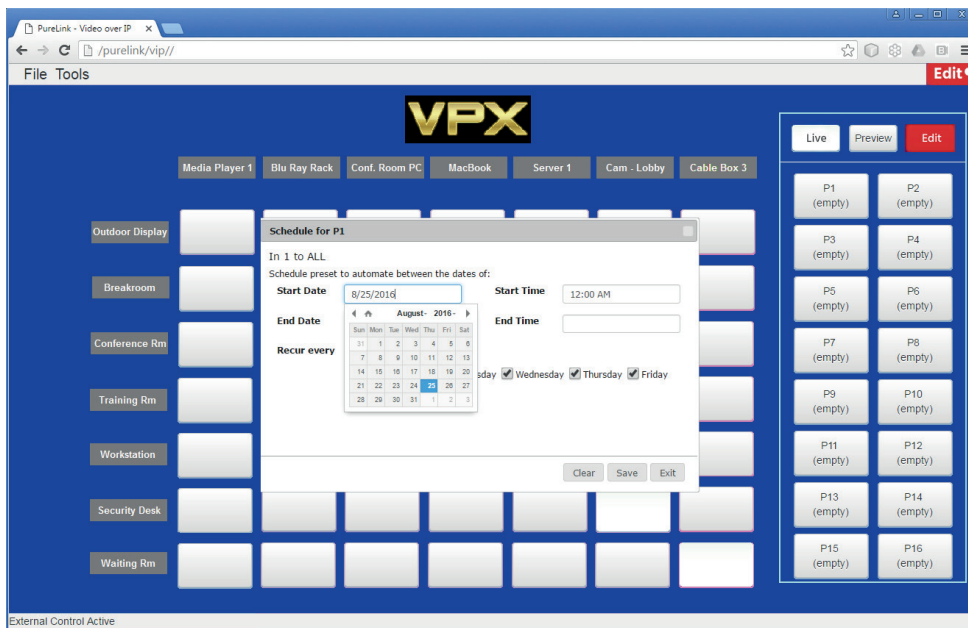 PureLink - Video over IP
/purelink/vip//
File Tools
Edit
VPX
Live Preview Edit
Media Player 1 Blu Ray Rack Conf. Room PC MacBook Server 1 Cam - Lobby Cable Box 3
P1 P2
(empty) (empty)
Outdoor Display
Schedule for P1
P3 P4
(empty) (empty)
In 1 to ALL
Schedule preset to automate between the dates of:
Breakroom
Start Date 8/25/2016 Start Time 12:00 AM
P5 P6
(empty) (empty)
August- 2016-
End Date End Time
Sun Mon Tue Wed Thu Fri Sat
31 1 2 3 4 5 6
Conference Rm
Recur every
P7 P8
(empty) (empty)
7 8 9 10 11 12 13
14 15 16 17 18 19 20
sday Wednesday Thursday Friday
21 22 23 24 25 26 27
28 29 30 31 1 2 3
Training Rm
P9 P10
(empty) (empty)
Workstation
P11 P12
(empty) (empty)
Clear Save Exit
Security Desk
P13 P14
(empty) (empty)
Waiting Rm
P15 P16
(empty) (empty)
External Control Active